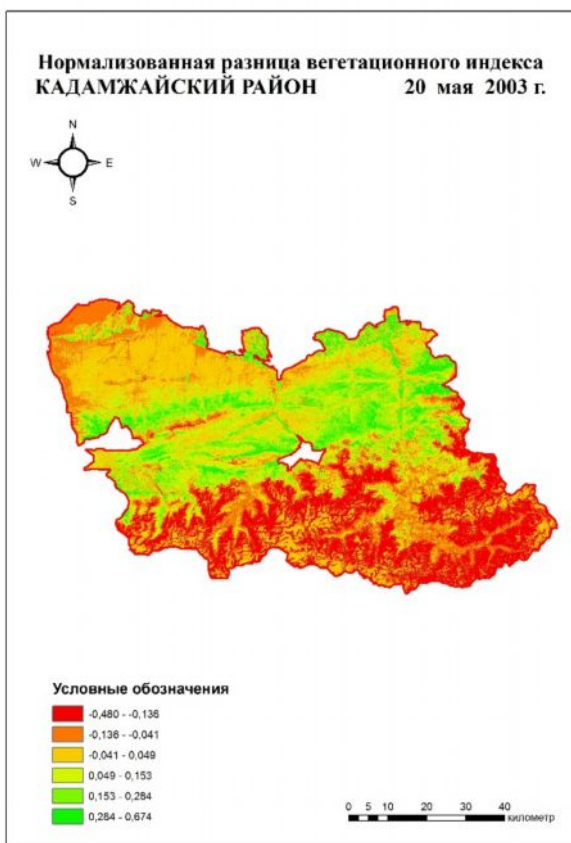 Нормализованная разница вегетационного индекса
КАДАМЖАЙСКИЙ РАЙОН 20 мая 2003 г.
N
W E
S
Условные обозначения
-0,480 - -0,136
-0,136 - -0,041
-0,041 - 0,049
0,049 - 0,153
0,153 - 0,284
0,284 - 0,674
0 5 10 20 30 40
километр